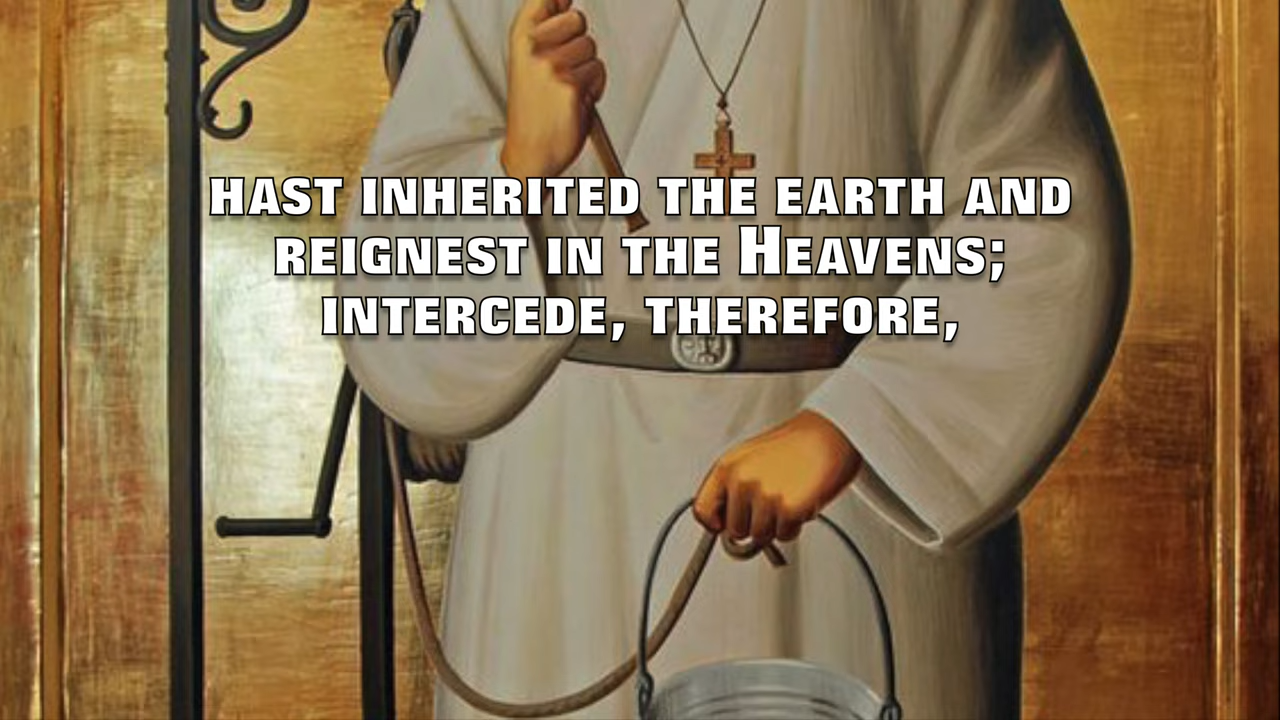 HAST INHERITED THE EARTH AND
REIGNEST IN THE HEAVENS;
INTERCEDE, THEREFORE,